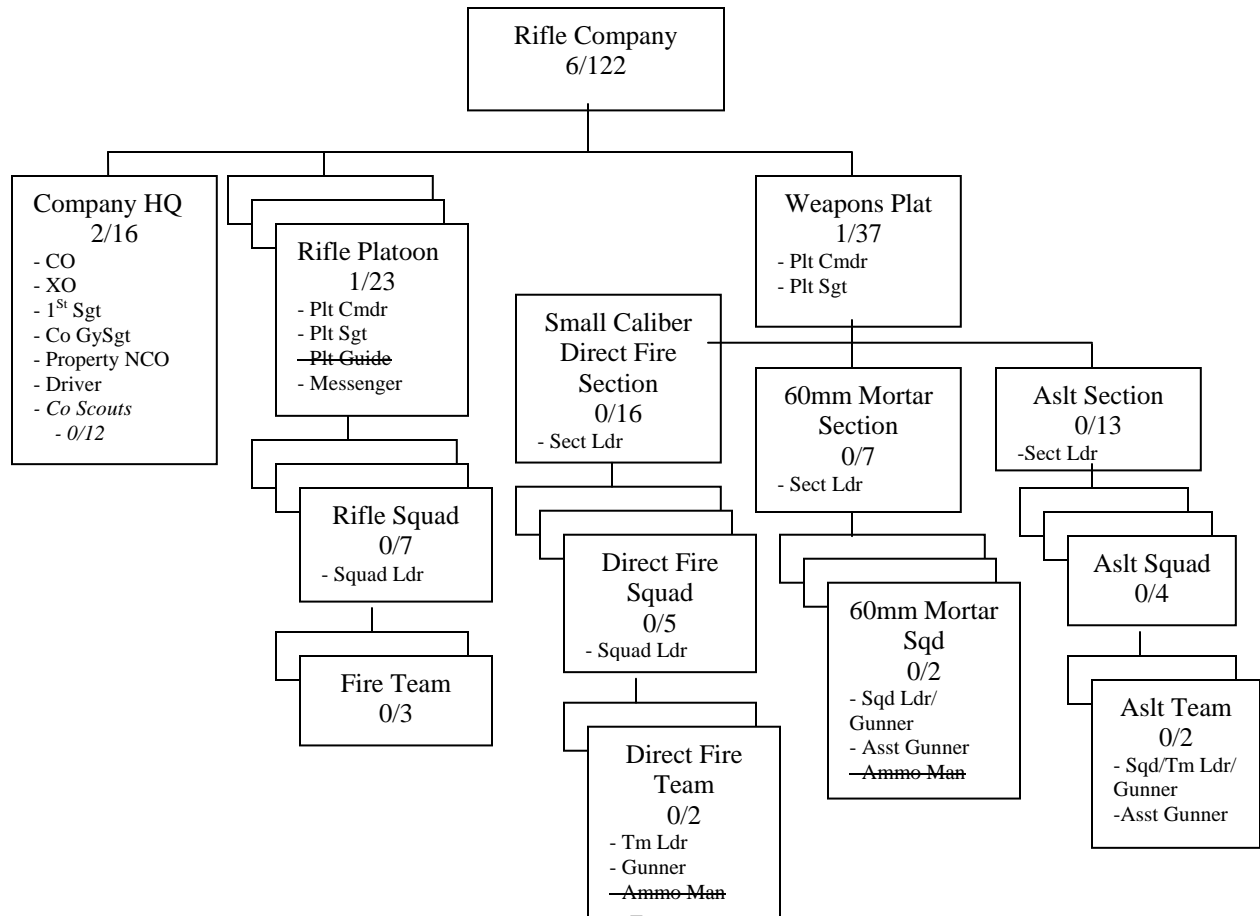 Rifle Company
6/122
Company HQ
2/16
- CO
- XO
- 1St Sgt
- Co GySgt
- Property NCO
- Driver
- Co Scouts
- 0/12
Rifle Platoon
1/23
- Plt Cmdr
- Plt Sgt
- Plt Guide
- Messenger
Rifle Squad
0/7
- Squad Ldr
Fire Team
0/3
Weapons Plat
1/37
- Plt Cmdr
- Plt Sgt
Small Caliber
Direct Fire
Section
0/16
- Sect Ldr
Direct Fire
Squad
0/5
- Squad Ldr
Direct Fire
Team
0/2
- Tm Ldr
- Gunner
- Ammo Man
60mm Mortar
Section
0/7
- Sect Ldr
60mm Mortar
Sqd
0/2
- Sqd Ldr/
Gunner
- Asst Gunner
- Ammo Man
Aslt Section
0/13
-Sect Ldr
Aslt Squad
0/4
Aslt Team
0/2
- Sqd/Tm Ldr/
Gunner
-Asst Gunner